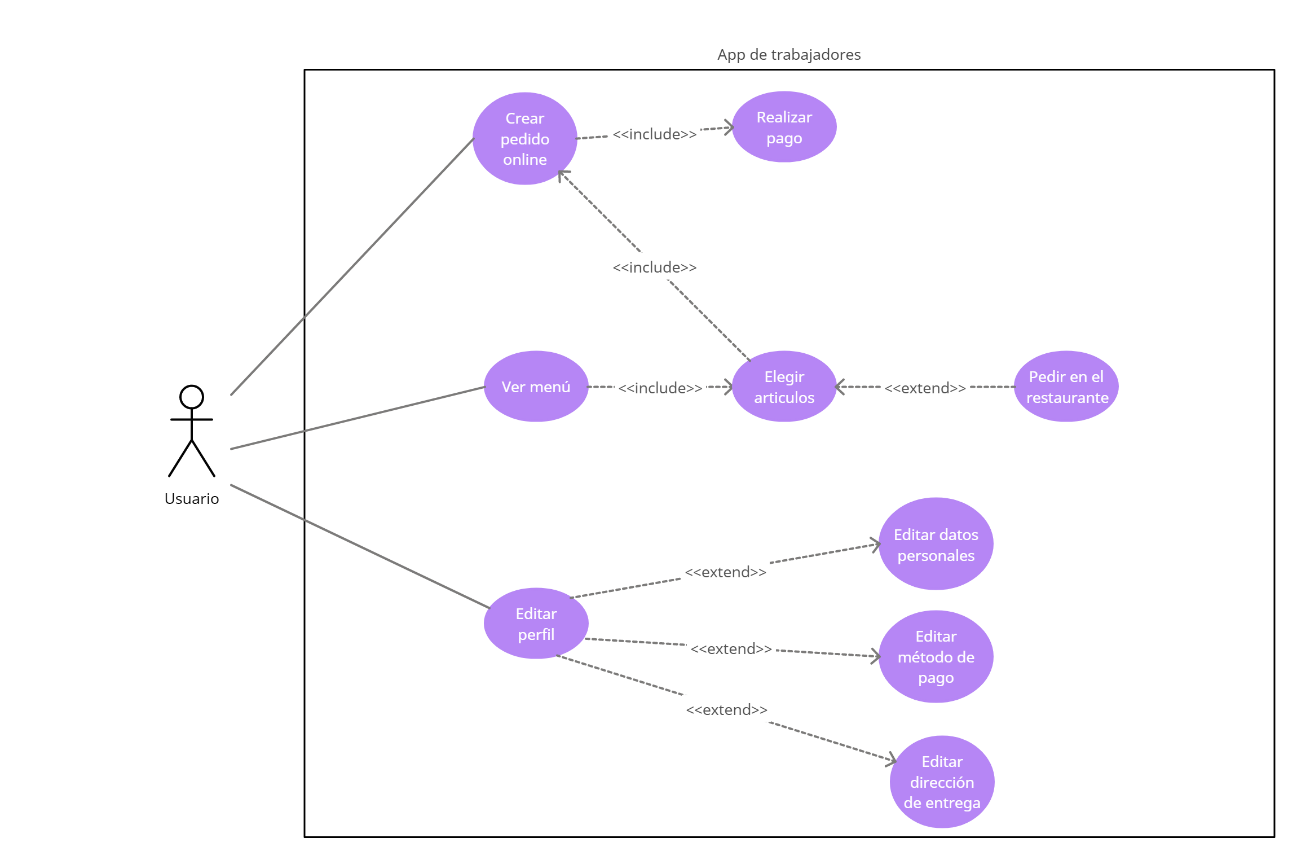 App de trabajadores
Crear
pedido
online
<<include>>
Realizar
pago
<<include>>
Ver menú
<<include>>
Elegir
articulos
<<extend>>
Pedir en el
restaurante
Usuario
Editar
perfil
<<extend>>
Editar datos
personales
<<extend>>
Editar
método de
pago
<<extend>>
Editar
dirección
de entrega